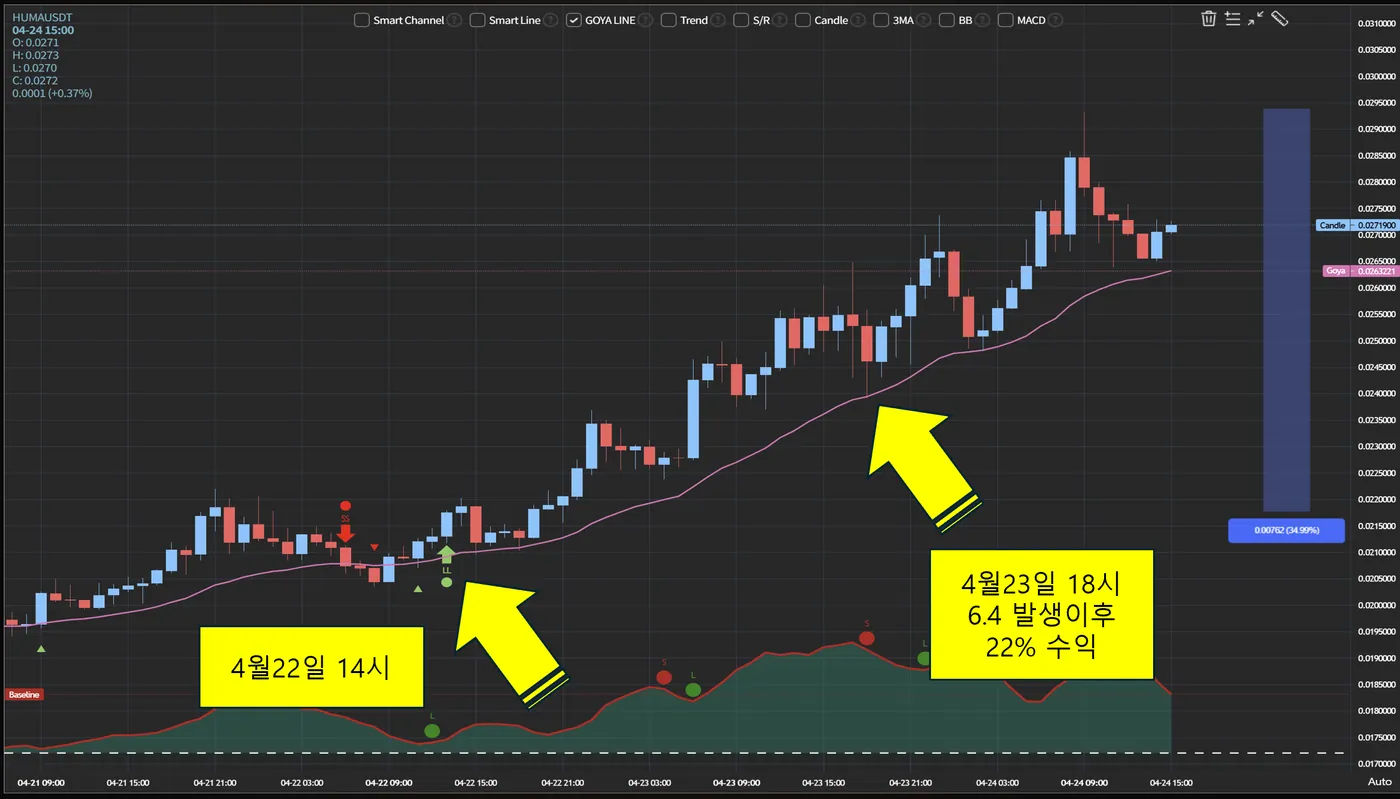 HUMAUSDT
04-24 15:00
O: 0.0271
H: 0.0273
L: 0.0270
C: 0.0272
0.0001 (+0.37%)
Smart Channel ?
Smart Line ?
GOYA LINE ?
Trend ?
S/R ?
Candle ?
3MA ?
BB ?
MACD ?
0.0310000
0.0305000
0.0300000
0.0295000
0.0290000
0.0285000
0.0280000
0.0275000
Candle 0.0271900
0.0270000
0.0265000
Goya 0.0263221
0.0260000
0.0255000
0.0250000
0.0245000
0.0240000
0.0235000
0.0230000
0.0225000
0.0220000
0.0215000
0.0210000
0.0205000
0.0200000
0.0195000
0.0190000
0.0185000
0.0180000
0.0175000
0.0170000
0.00762 (34.99%)
SS
LL
4월23일 18시
6.4 발생이후
22% 수익
4월22일 14시
S
L
S
L
L
Baseline
04-21 09:00
04-21 15:00
04-21 21:00
04-22 03:00
04-22 09:00
04-22 15:00
04-22 21:00
04-23 03:00
04-23 09:00
04-23 15:00
04-23 21:00
04-24 03:00
04-24 09:00
04-24 15:00
Auto